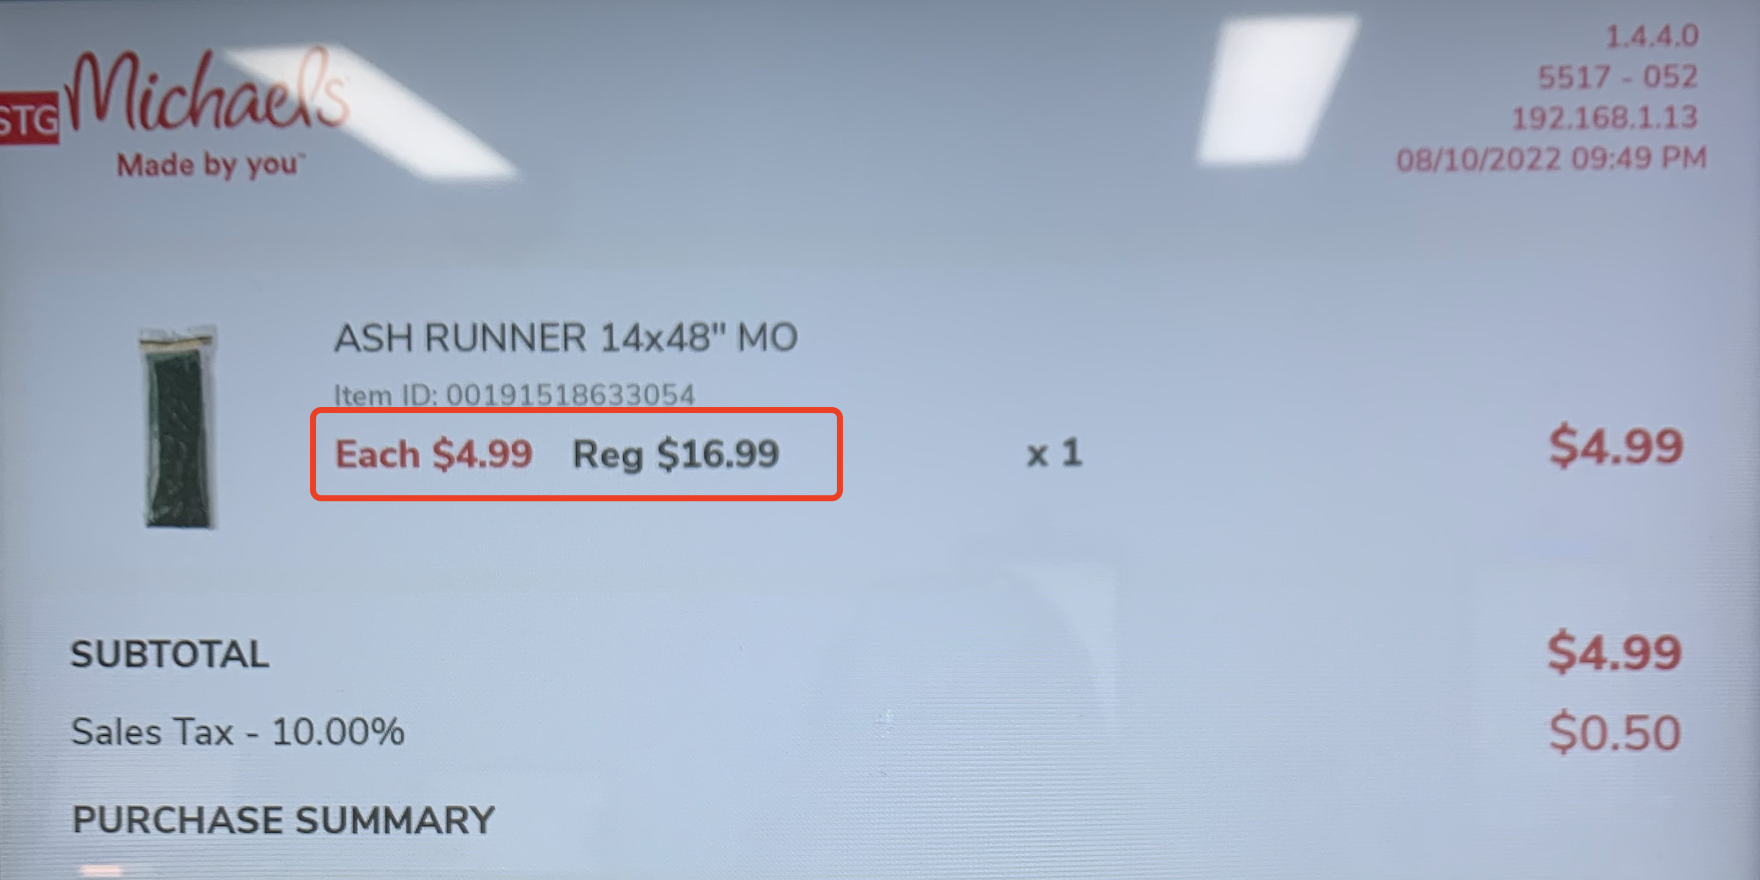 STG Michaels
Made by you™
1.4.4.0
5517 - 052
192.168.1.13
08/10/2022 09:49 PM
ASH RUNNER 14x48" MO
Item ID: 00191518633054
Each $4.99 Reg $16.99 x 1 $4.99
SUBTOTAL $4.99
Sales Tax - 10.00% $0.50
PURCHASE SUMMARY